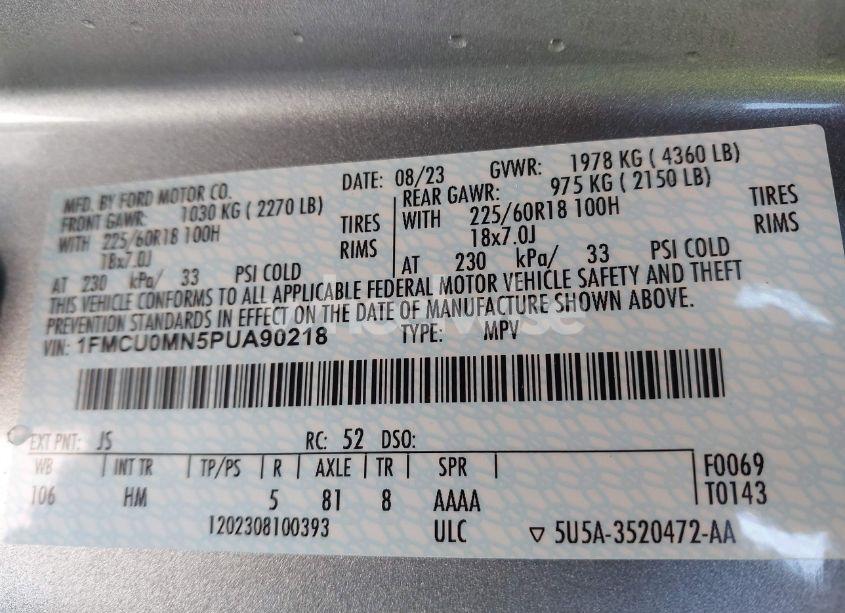 MFD. BY FORD MOTOR CO. DATE: 08/23 GVWR: 1978 KG ( 4360 LB)
FRONT GAWR: 1030 KG ( 2270 LB) REAR GAWR: 975 KG ( 2150 LB)
WITH 225/60R18 100H TIRES WITH 225/60R18 100H TIRES
18x7.0J RIMS 18x7.0J RIMS
AT 230 kPa/ 33 PSI COLD AT 230 kPa/ 33 PSI COLD
THIS VEHICLE CONFORMS TO ALL APPLICABLE FEDERAL MOTOR VEHICLE SAFETY AND THEFT
PREVENTION STANDARDS IN EFFECT ON THE DATE OF MANUFACTURE SHOWN ABOVE.
VIN: 1FMCU0MN5PUA90218 TYPE: MPV
EXT PNT: JS RC: 52 DSO:
WB INT TR TP/PS R AXLE TR SPR F0069
106 HM 5 81 8 AAAA T0143
1202308100393 ULC ▽ 5U5A-3520472-AA